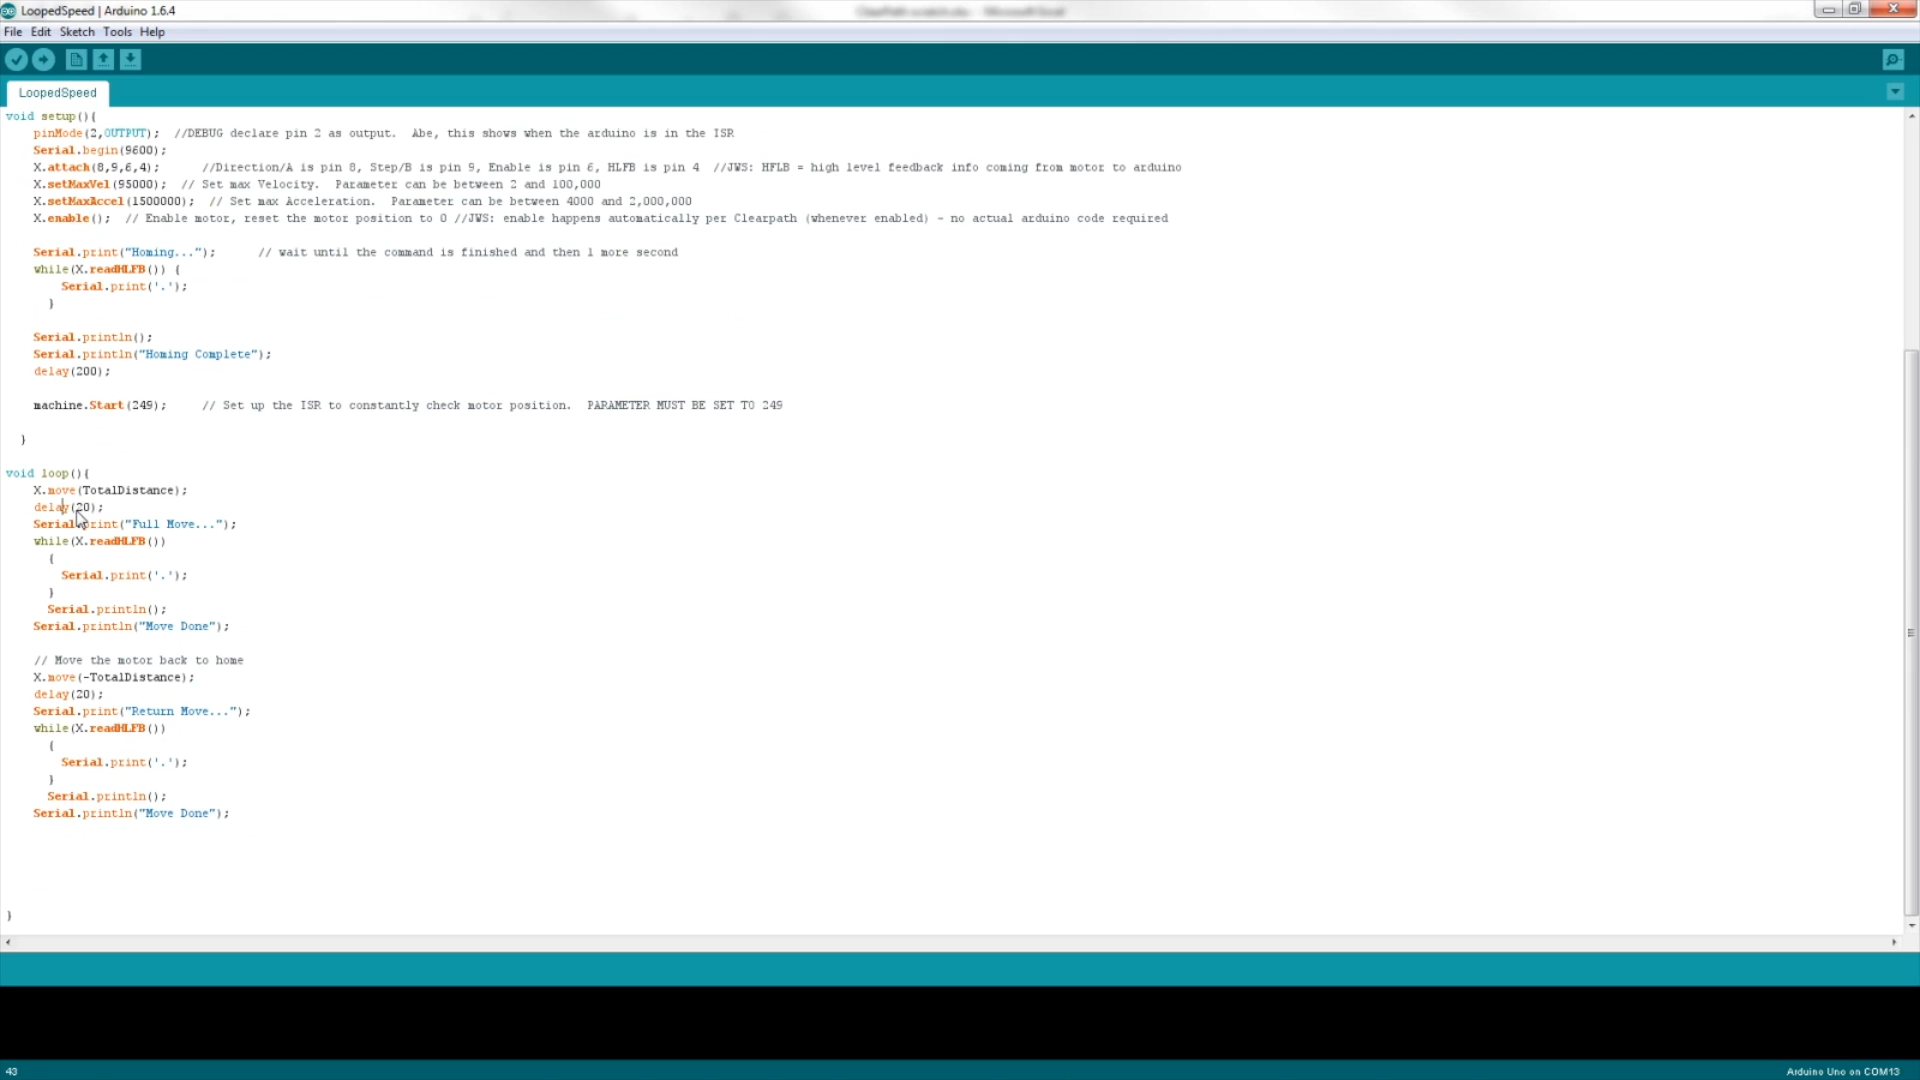 LoopedSpeed | Arduino 1.6.4
File Edit Sketch Tools Help
LoopedSpeed
void setup(){
pinMode(2,OUTPUT); //DEBUG declare pin 2 as output. Abe, this shows when the arduino is in the ISR
Serial.begin(9600);
X.attach(8,9,6,4); //Direction/A is pin 8, Step/B is pin 9, Enable is pin 6, HLFB is pin 4 //JWS: HFLB = high level feedback info coming from motor to arduino
X.setMaxVel(95000); // Set max Velocity. Parameter can be between 2 and 100,000
X.setMaxAccel(1500000); // Set max Acceleration. Parameter can be between 4000 and 2,000,000
X.enable(); // Enable motor, reset the motor position to 0 //JWS: enable happens automatically per Clearpath (whenever enabled) - no actual arduino code required
Serial.print("Homing..."); // wait until the command is finished and then 1 more second
while(X.readHLFB()) {
Serial.print('.');
}
Serial.println();
Serial.println("Homing Complete");
delay(200);
machine.Start(249); // Set up the ISR to constantly check motor position. PARAMETER MUST BE SET TO 249
}
void loop(){
X.move(TotalDistance);
delay(20);
Serial.print("Full Move...");
while(X.readHLFB())
{
Serial.print('.');
}
Serial.println();
Serial.println("Move Done");
// Move the motor back to home
X.move(-TotalDistance);
delay(20);
Serial.print("Return Move...");
while(X.readHLFB())
{
Serial.print('.');
}
Serial.println();
Serial.println("Move Done");
}
43
Arduino Uno on COM13